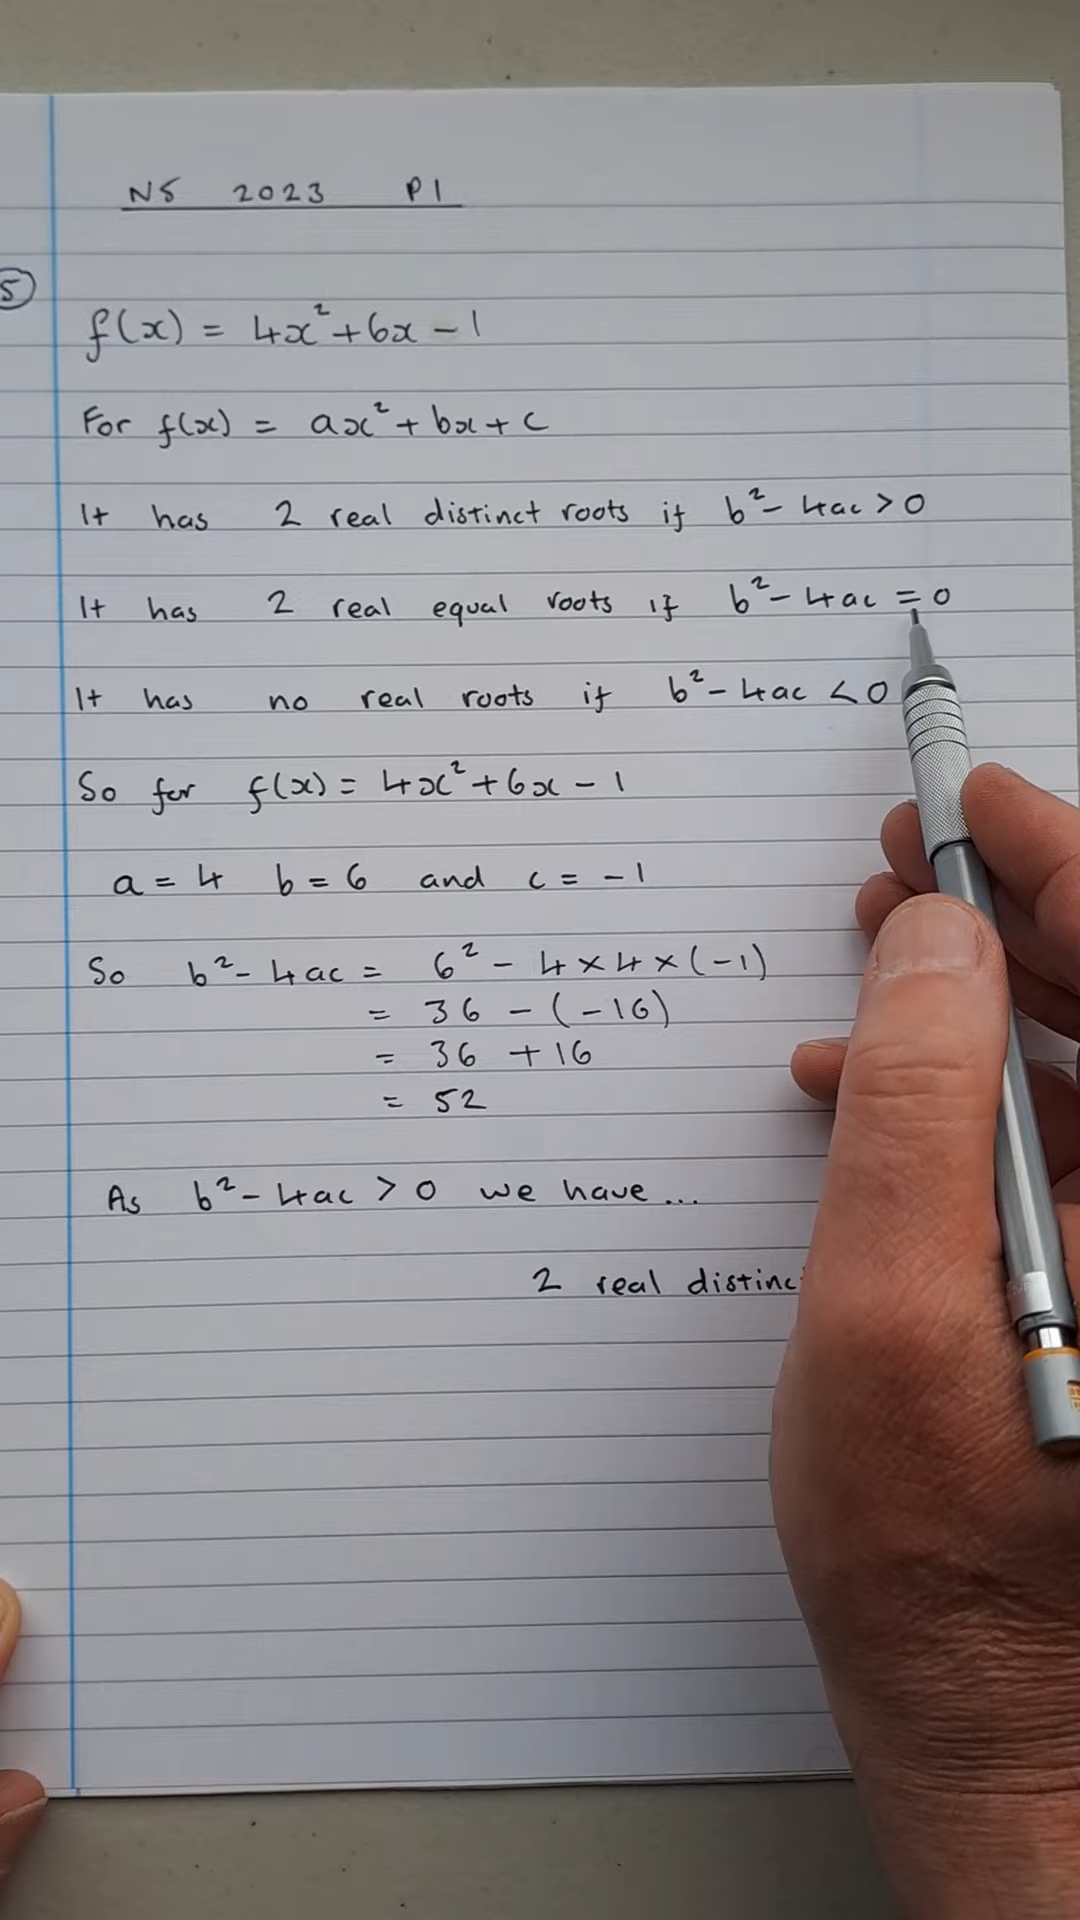 N5 2023 P1
5
f(x) = 4x² + 6x - 1
For f(x) = ax² + bx + c
It has 2 real distinct roots if b² - 4ac > 0
It has 2 real equal roots if b² - 4ac = 0
It has no real roots if b² - 4ac < 0
So for f(x) = 4x² + 6x - 1
a = 4 b = 6 and c = -1
So b² - 4ac = 6² - 4 × 4 × (-1)
= 36 - (-16)
= 36 + 16
= 52
As b² - 4ac > 0 we have...
2 real distinc